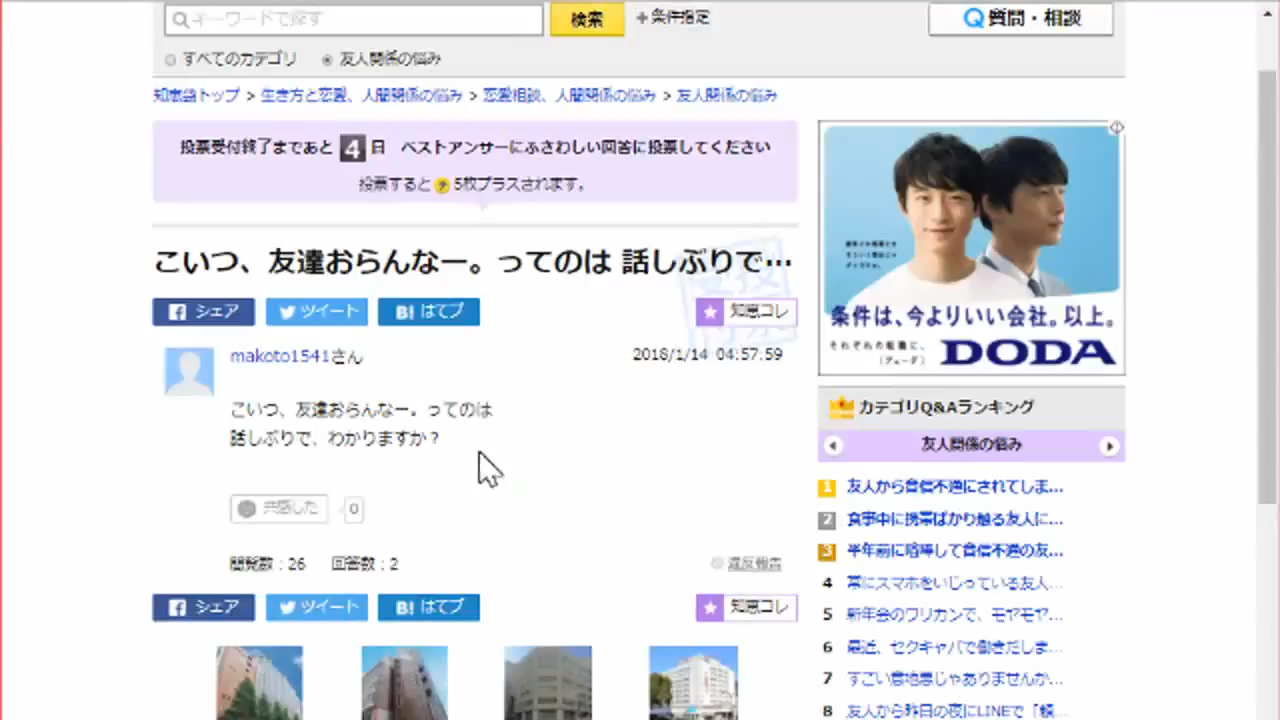 キーワードで探す
検索
+条件指定
質問・相談
すべてのカテゴリ
友人関係の悩み
知恵袋トップ > 生き方と恋愛、人間関係の悩み > 恋愛相談、人間関係の悩み > 友人関係の悩み
投票受付終了まであと 4 日 ベストアンサーにふさわしい回答に投票してください
投票すると 5枚プラスされます。
こいつ、友達おらんなー。ってのは 話しぶりで…
シェア
ツイート
B! はてブ
知恵コレ
makoto1541さん
2018/1/14 04:57:59
こいつ、友達おらんなー。ってのは
話しぶりで、わかりますか？
共感した
0
閲覧数：26 回答数：2
違反報告
シェア
ツイート
B! はてブ
知恵コレ
条件は、今よりいい会社。以上。
それぞれの転職に、
（デューダ）
DODA
カテゴリQ&Aランキング
友人関係の悩み
1 友人から音信不通にされてしま...
2 食事中に携帯ばかり触る友人に...
3 半年前に喧嘩して音信不通の友...
4 常にスマホをいじっている友人...
5 新年会のワリカンで、モヤモヤ...
6 最近、セクキャバで働きだしま...
7 すごい意地悪じゃありませんか...
8 友人から昨日の夜にLINEで「頼...